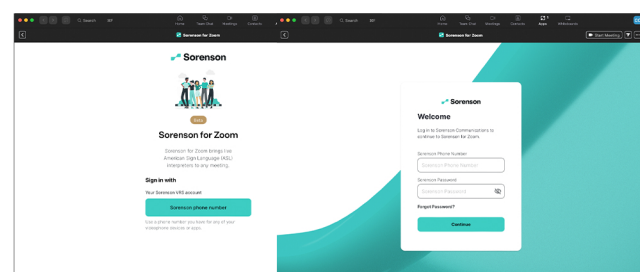 Search
Home
Team Chat
Meetings
Contacts
Sorenson for Zoom
Sorenson
Beta
Sorenson for Zoom
Sorenson for Zoom brings live
American Sign Language (ASL)
interpreters to any meeting.
Sign in with
Your Sorenson VRS account
Sorenson phone number
Use a phone number you have for any of your
videophone devices or apps.
Search
Home
Team Chat
Meetings
Contacts
Apps
Whiteboards
Sorenson for Zoom
Start Meeting
Sorenson
Welcome
Log in to Sorenson Communications to
continue to Sorenson for Zoom.
Sorenson Phone Number
Sorenson Phone Number
Sorenson Password
Sorenson Password
Forgot Password?
Continue